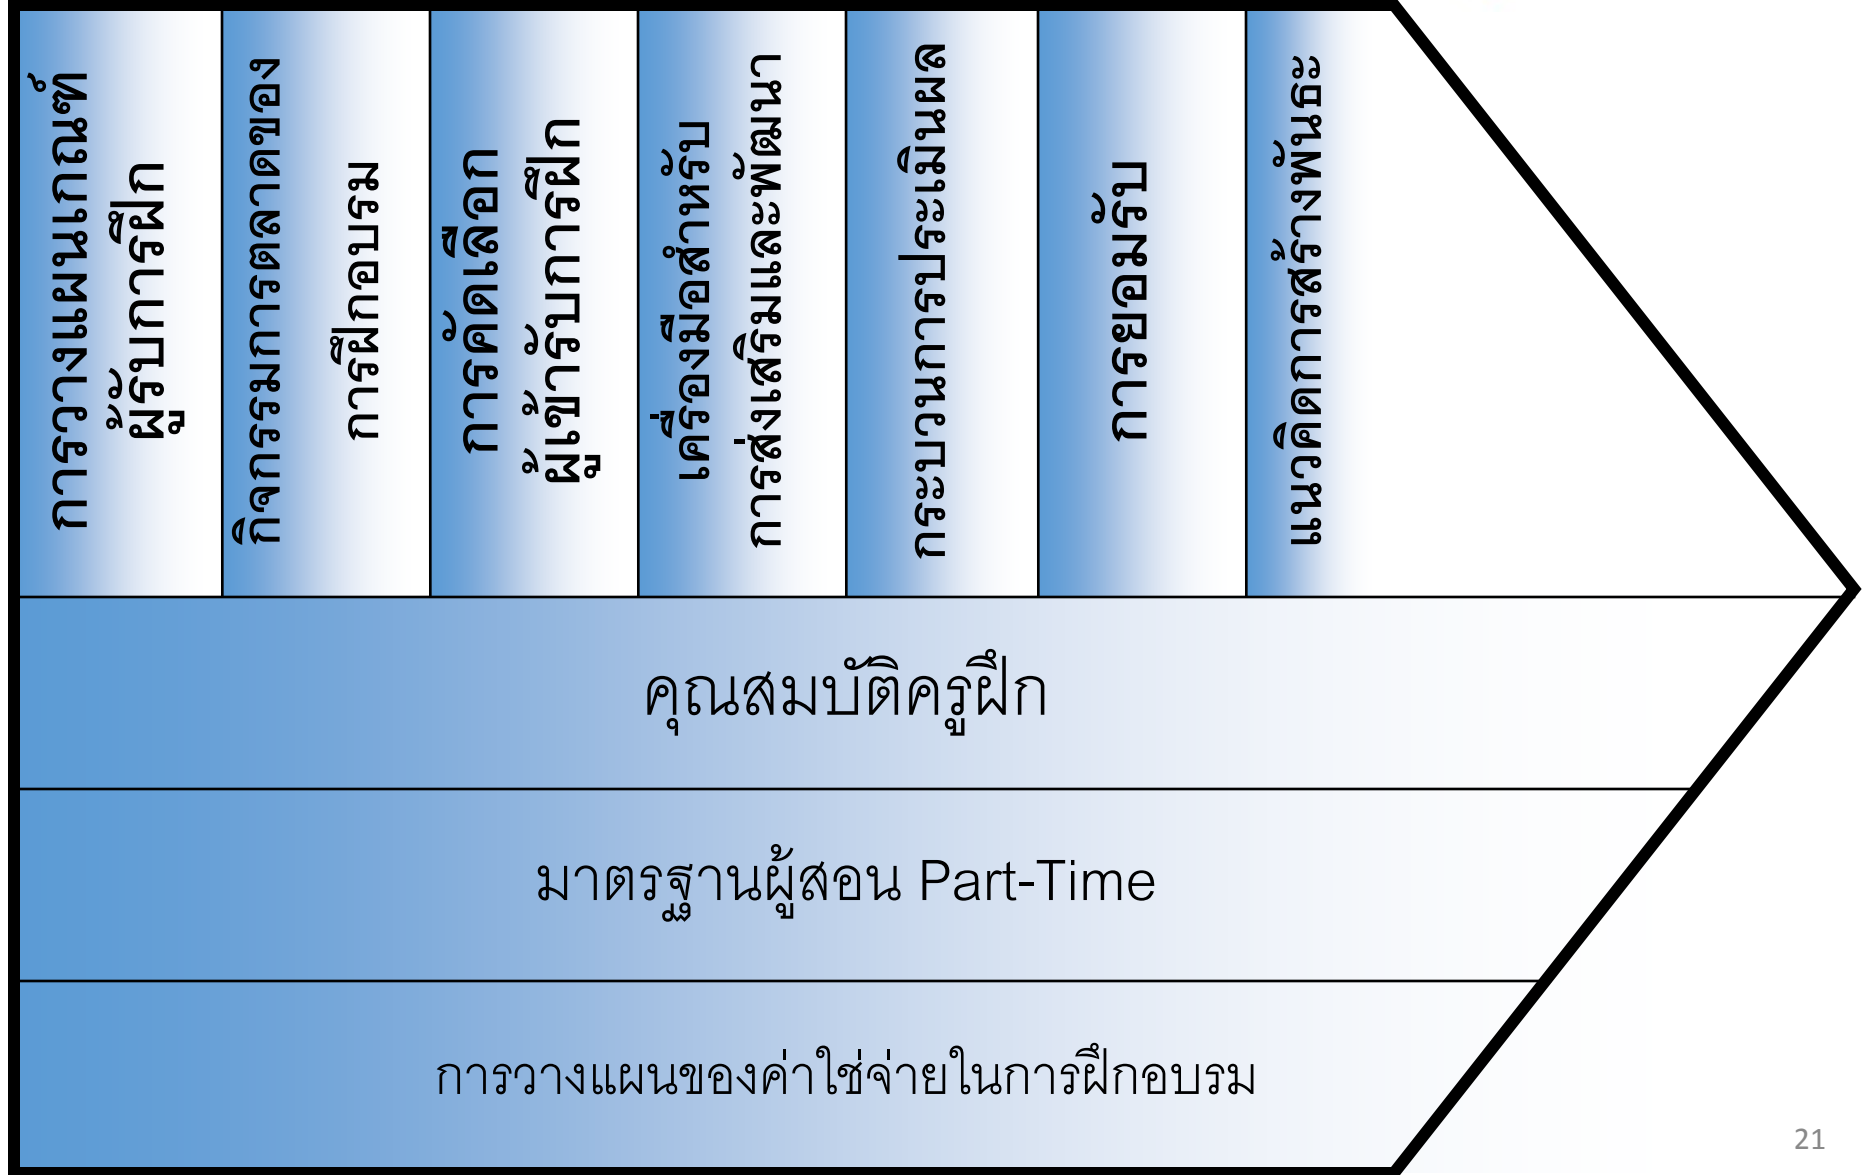 การวางแผนเกณฑ์
ผู้รับการฝึก
กิจกรรมการตลาดของ
การฝึกอบรม
การคัดเลือก
ผู้เข้ารับการฝึก
เครื่องมือสำหรับ
การส่งเสริมและพัฒนา
กระบวนการประเมินผล
การยอมรับ
แนวคิดการสร้างพันธะ
คุณสมบัติครูฝึก
มาตรฐานผู้สอน Part-Time
การวางแผนของค่าใช่จ่ายในการฝึกอบรม
21